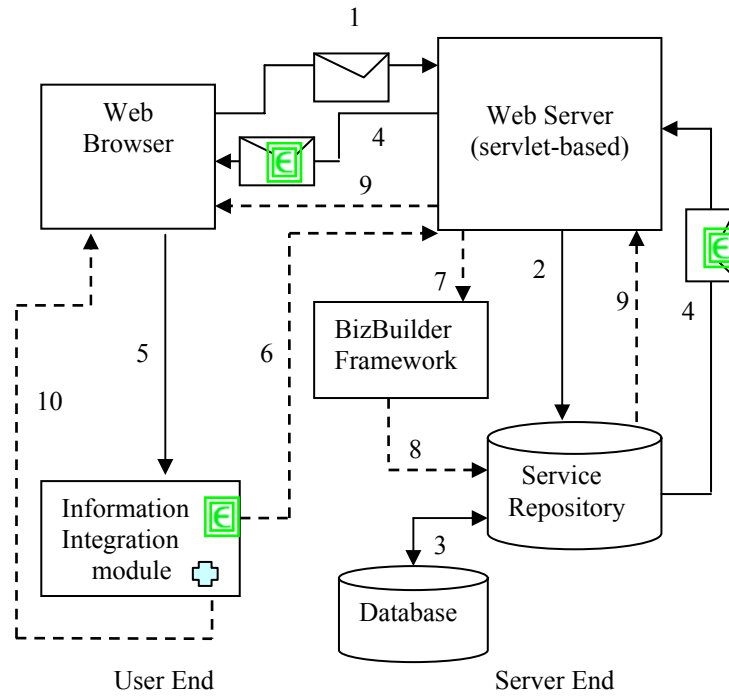 1
Web
Browser
Web Server
(servlet-based)
4
9
7
2
9
4
BizBuilder
Framework
5
6
10
8
Information
Integration
module
Service
Repository
3
Database
User End
Server End